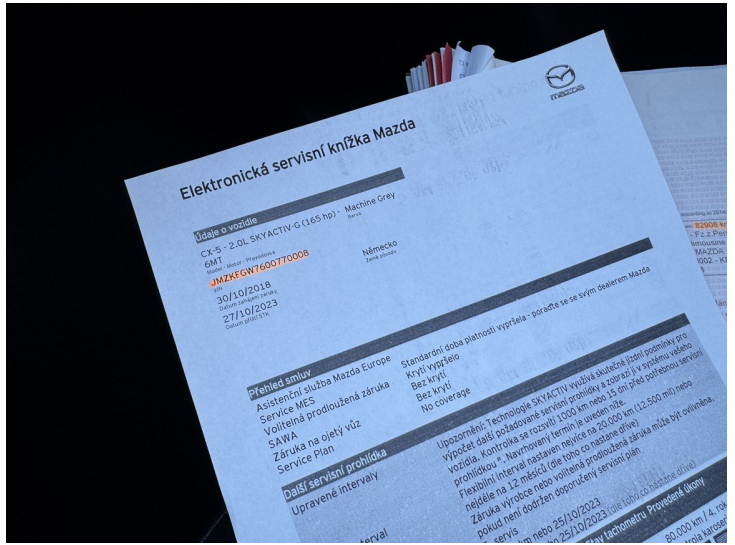 mazda
Elektronická servisní knížka Mazda
Údaje o vozidle
CX-5 - 2.0L SKYACTIV-G (165 hp) -
6MT
Model - Motor - Převodovka
Machine Grey
Barva
JMZKFGW7600770008
VIN
Německo
Země původu
30/10/2018
Datum zahájení záruky
27/10/2023
Datum příští STK
Přehled smluv
Asistenční služba Mazda Europe
Standardní doba platnosti vypršela - poraďte se se svým dealerem Mazda
Service MES
Krytí vypršelo
Volitelná prodloužená záruka
Bez krytí
SAWA
Bez krytí
Záruka na ojetý vůz
No coverage
Service Plan
Další servisní prohlídka
Upravené intervaly
Upozornění: Technologie SKYACTIV využívá skutečné jízdní podmínky pro
výpočet další požadované servisní prohlídky a zobrazí ji v systému vašeho
vozidla. Kontrolka se rozsvítí 1000 km nebo 15 dní před potřebnou servisní
prohlídkou. Navrhovaný termín je uveden níže.
Flexibilní interval nastaven nejvíce na 20.000 km (12.500 mil) nebo
nejdéle na 12 měsíců (dle toho co nastane dříve)
Záruka výrobce nebo volitelná prodloužená záruka může být ovlivněna,
pokud není dodržen doporučený servisní plán
servis
km nebo 25/10/2023
nebo 25/10/2023 (dle toho co nastane dříve)
Stav tachometru Provedené úkony
80.000 km / 4. rok
82908 km
Fz.z.Pers
limousine
MAZDA